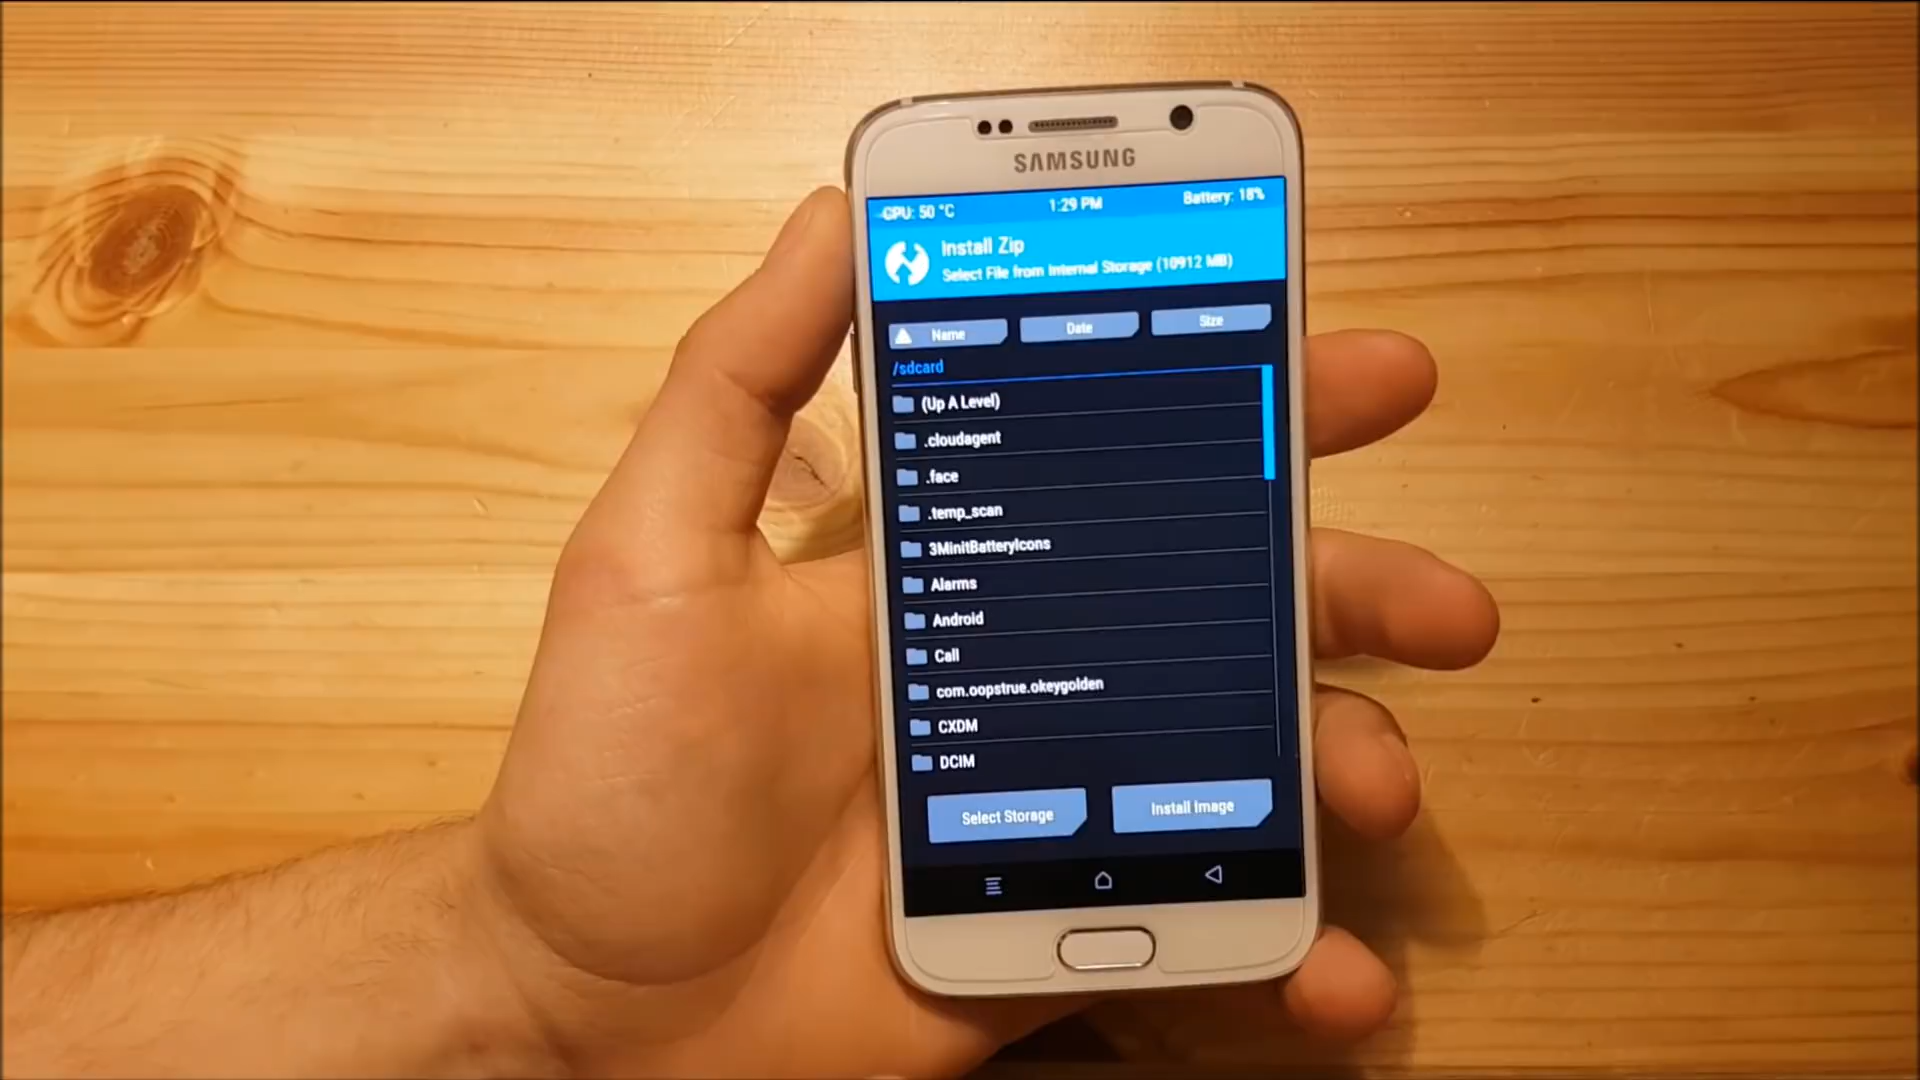 SAMSUNG
CPU: 50 °C 1:29 PM Battery: 18%
Install Zip
Select File from Internal Storage (10912 MB)
Name Date Size
/sdcard
(Up A Level)
.cloudagent
.face
.temp_scan
3MinitBatteryIcons
Alarms
Android
Call
com.oopstrue.okeygolden
CXDM
DCIM
Select Storage Install Image